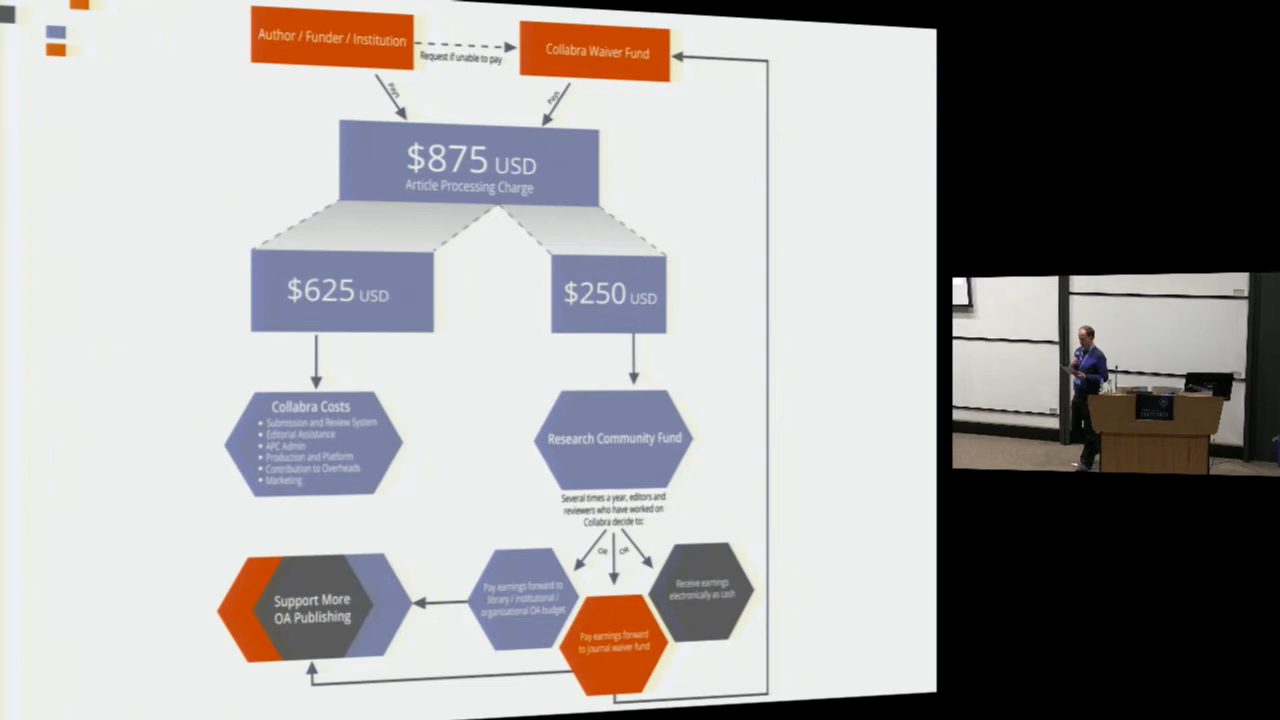 Author / Funder / Institution
Request if unable to pay
Collabra Waiver Fund
Pays
Pays
$875 USD
Article Processing Charge
$625 USD
$250 USD
Collabra Costs
• Submission and Review System
• Editorial Assistance
• APC Admin
• Production and Platform
• Contribution to Overheads
• Marketing
Research Community Fund
Several times a year, editors and
reviewers who have worked on
Collabra decide to:
OR
OR
Support More
OA Publishing
Pay earnings forward to
library / institutional /
organizational OA budget
Pay earnings forward
to journal waiver fund
Receive earnings
electronically as cash